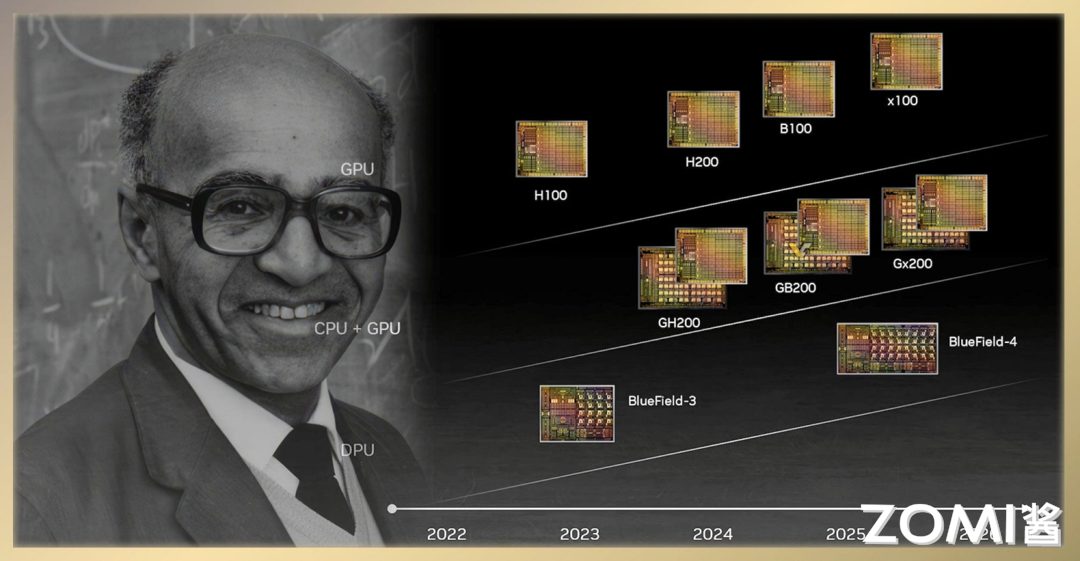 x100
B100
H200
H100
GPU
Gx200
GB200
GH200
CPU + GPU
BlueField-4
BlueField-3
DPU
2022
2023
2024
2025
ZOMI酱